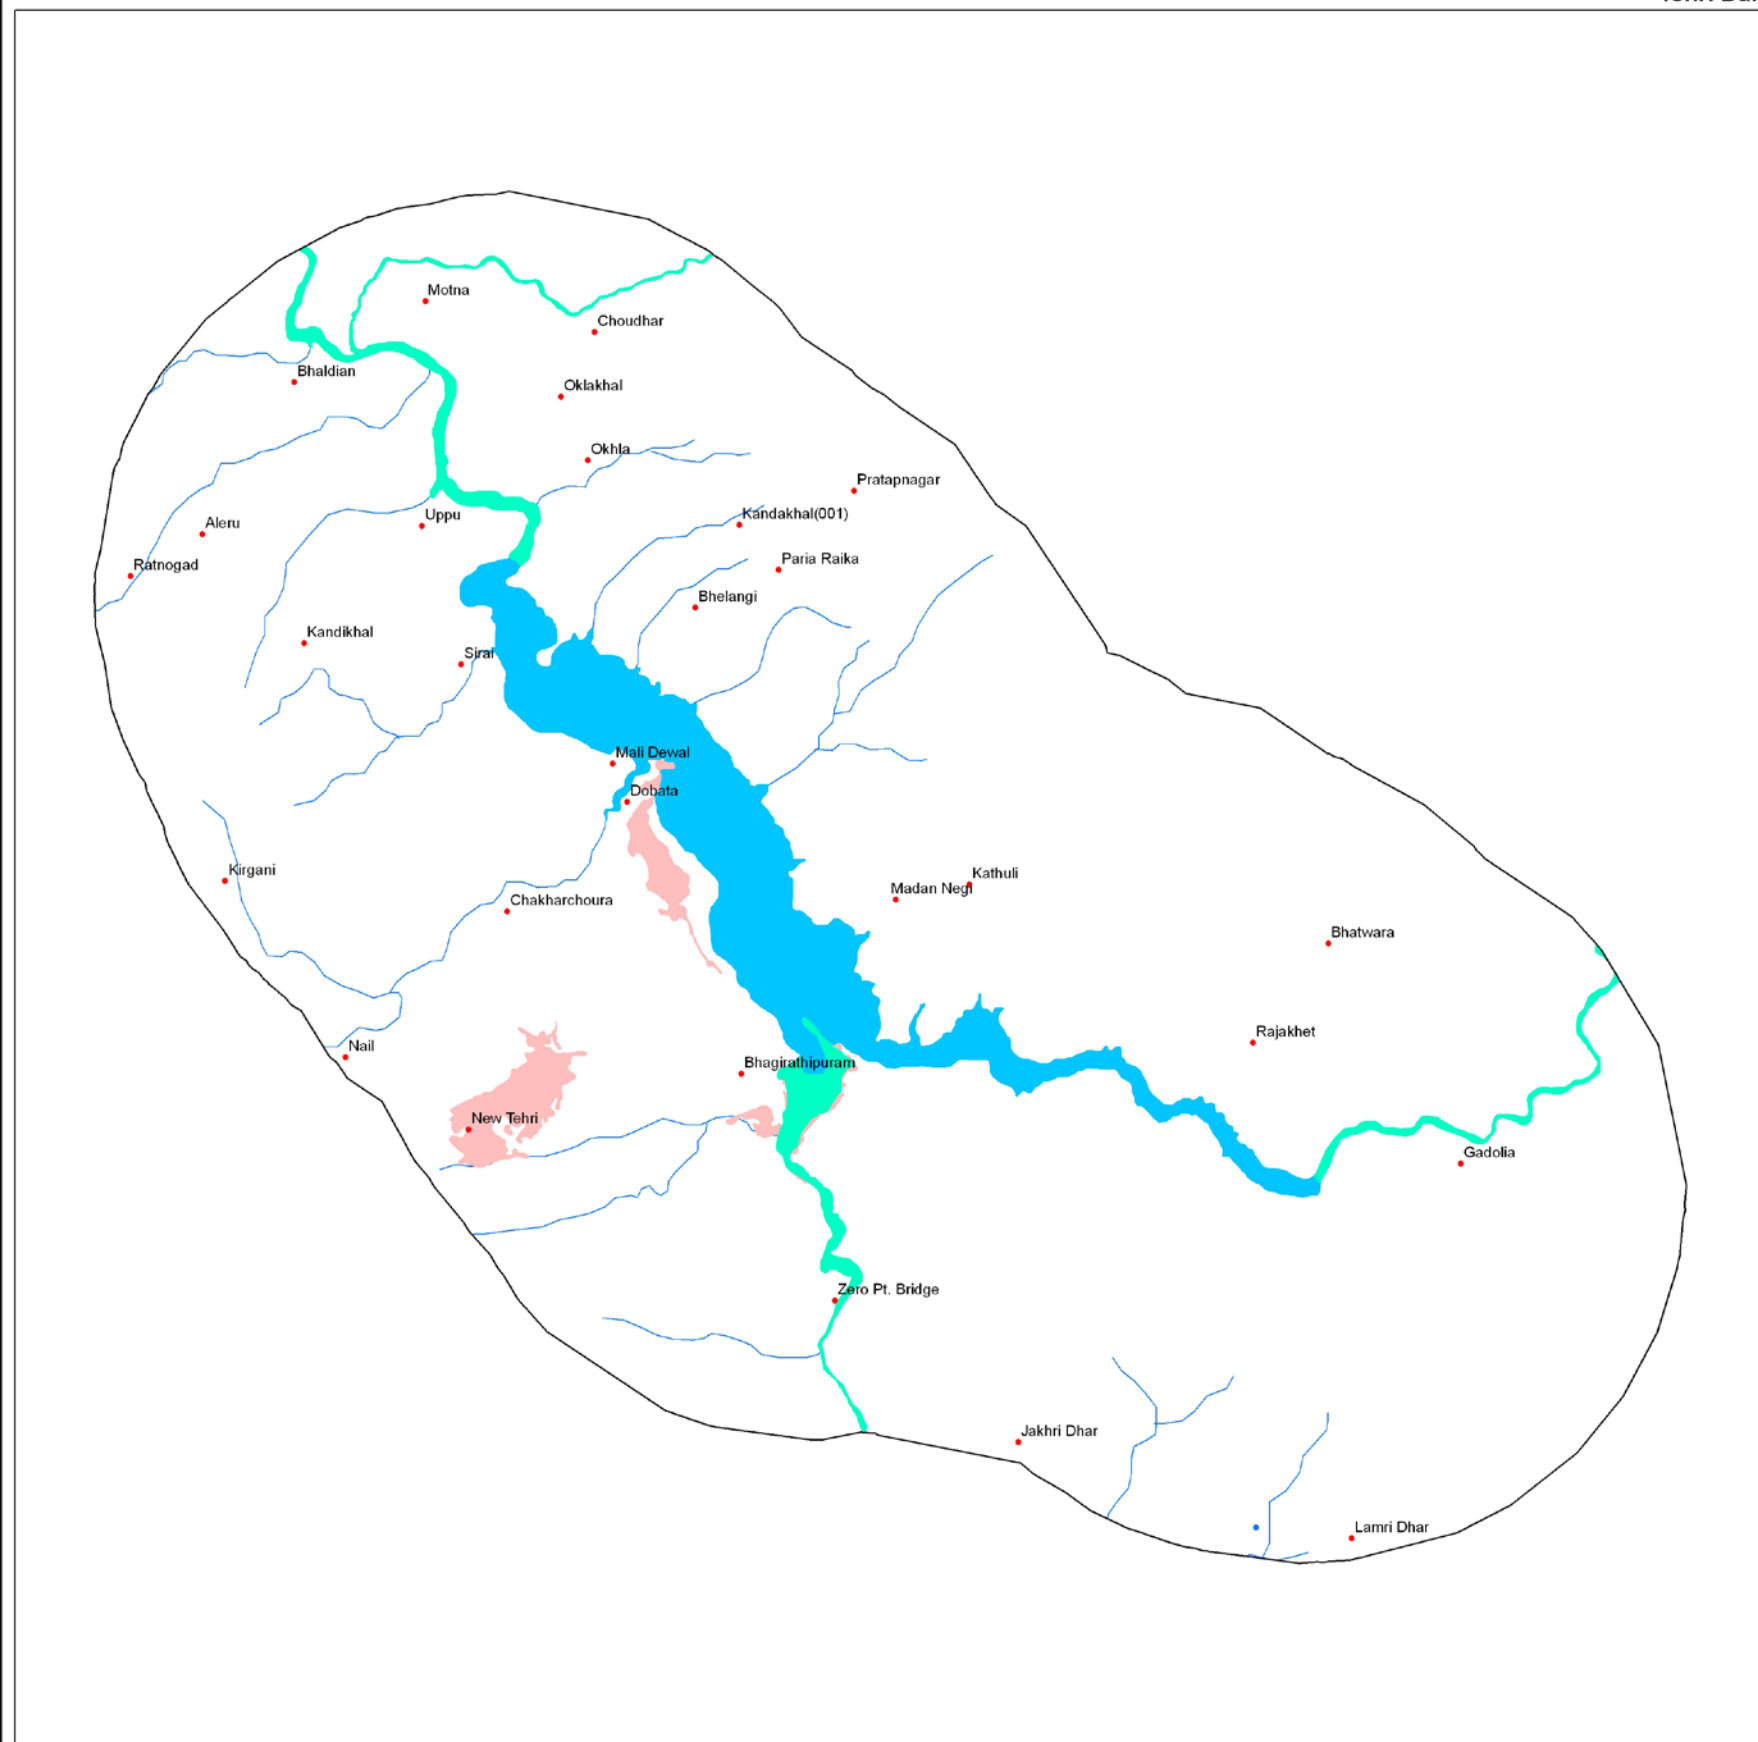 Motna
Choudhar
Bhaldian
Oklakhal
Okhla
Pratapnagar
Kandakhal(001)
Uppu
Aleru
Paria Raika
Ratnogad
Bhelangi
Kandikhal
Sirai
Mali Dewal
Dobata
Kirgani
Kathuli
Madan Negi
Chakharchoura
Bhatwara
Rajakhet
Nail
Bhagirathipuram
New Tehri
Gadolia
Zero Pt. Bridge
Jakhri Dhar
Lamri Dhar